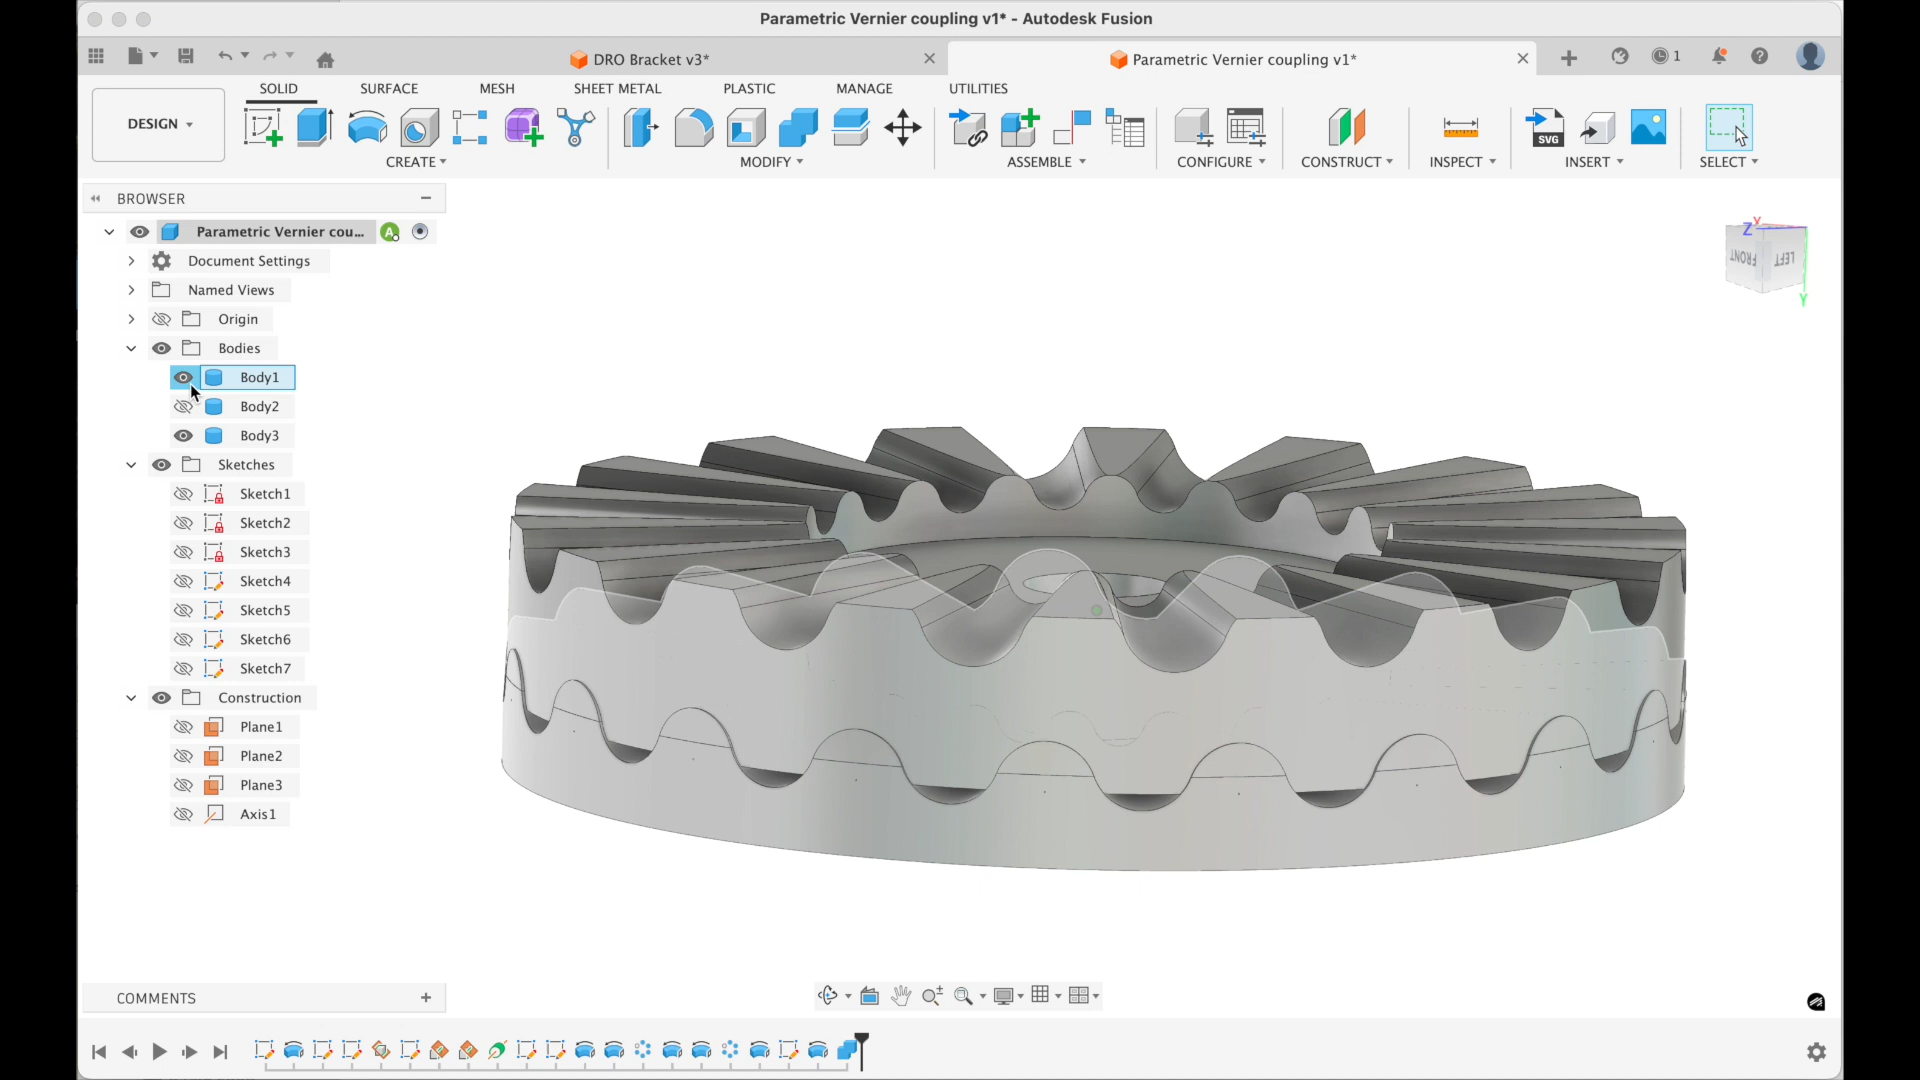 Parametric Vernier coupling v1* - Autodesk Fusion
DRO Bracket v3*
Parametric Vernier coupling v1*
1
SOLID SURFACE MESH SHEET METAL PLASTIC MANAGE UTILITIES
DESIGN
SVG
CREATE MODIFY ASSEMBLE CONFIGURE CONSTRUCT INSPECT INSERT SELECT
BROWSER
Parametric Vernier cou...
A
Document Settings
Named Views
Origin
Bodies
Body1
Body2
Body3
Sketches
Sketch1
Sketch2
Sketch3
Sketch4
Sketch5
Sketch6
Sketch7
Construction
Plane1
Plane2
Plane3
Axis1
Y
Z
FRONT
LEFT
Y
COMMENTS